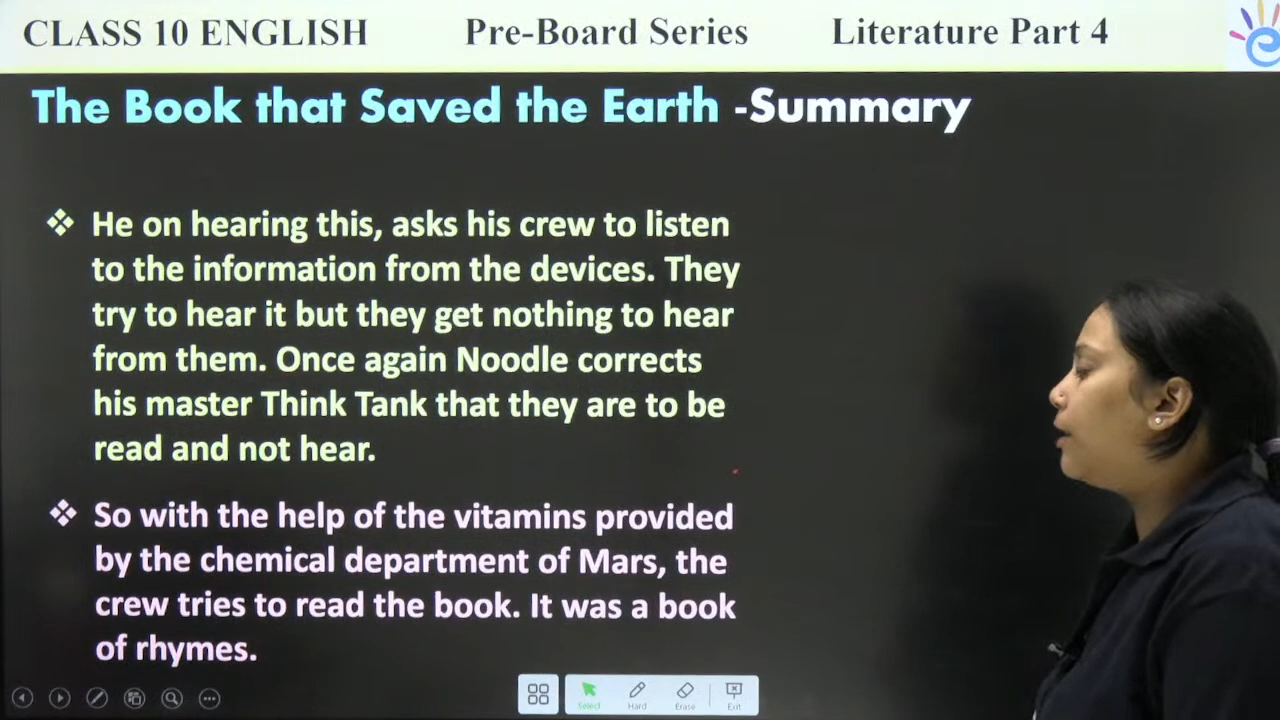 CLASS 10 ENGLISH Pre-Board Series Literature Part 4
The Book that Saved the Earth -Summary
❖ He on hearing this, asks his crew to listen
to the information from the devices. They
try to hear it but they get nothing to hear
from them. Once again Noodle corrects
his master Think Tank that they are to be
read and not hear.
❖ So with the help of the vitamins provided
by the chemical department of Mars, the
crew tries to read the book. It was a book
of rhymes.
Select Hard Erase Exit